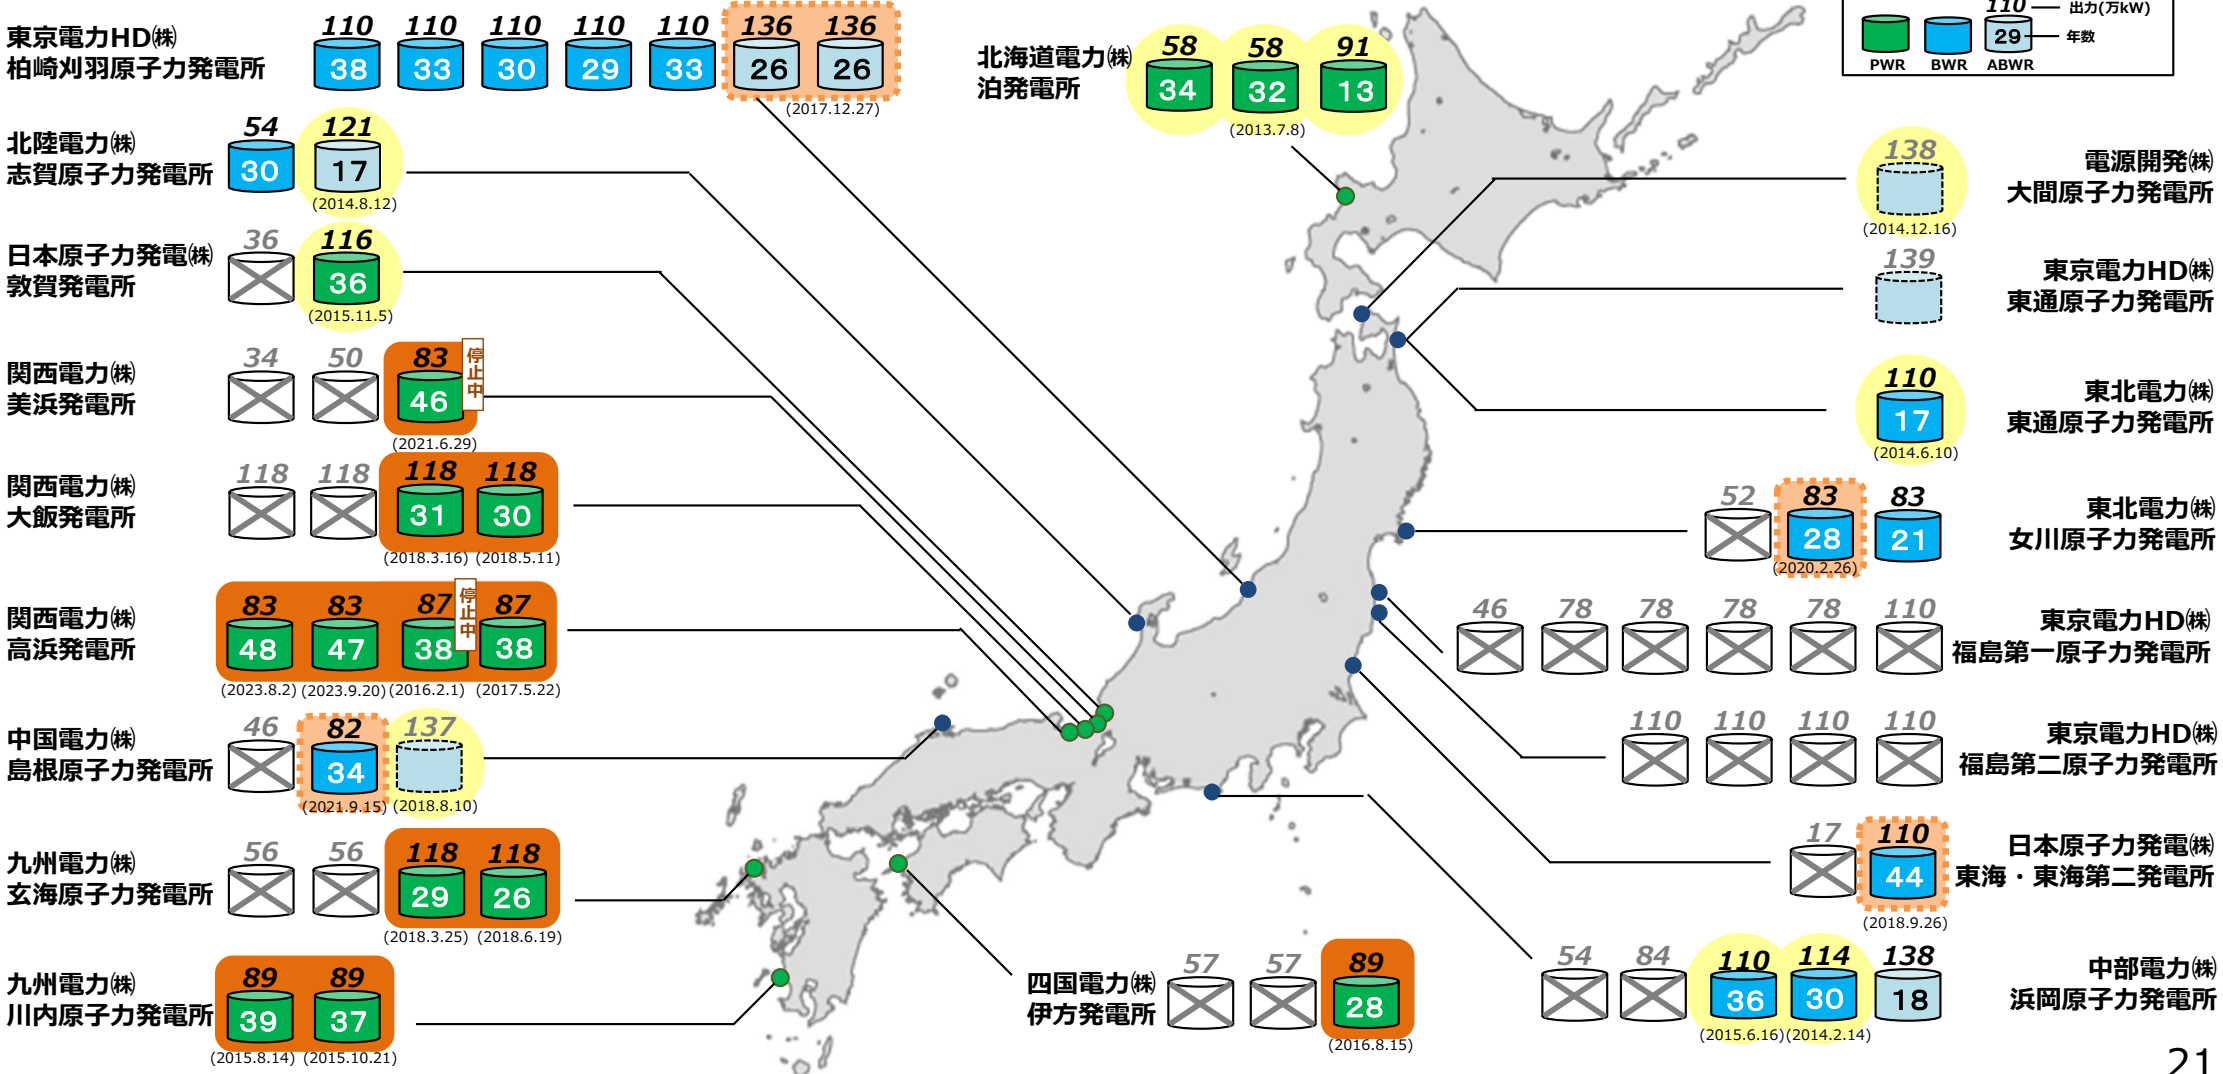 東京電力HD㈱
柏崎刈羽原子力発電所
110 110 110 110 110 136 136
38 33 30 29 33 26 26
(2017.12.27)
北陸電力㈱
志賀原子力発電所
54 121
30 17
(2014.8.12)
日本原子力発電㈱
敦賀発電所
36 116
36
(2015.11.5)
関西電力㈱
美浜発電所
34 50 83
停止中
46
(2021.6.29)
関西電力㈱
大飯発電所
118 118 118 118
31 30
(2018.3.16) (2018.5.11)
関西電力㈱
高浜発電所
83 83 87 87
停止中
48 47 38 38
(2023.8.2) (2023.9.20) (2016.2.1) (2017.5.22)
中国電力㈱
島根原子力発電所
46 82 137
34
(2021.9.15) (2018.8.10)
九州電力㈱
玄海原子力発電所
56 56 118 118
29 26
(2018.3.25) (2018.6.19)
九州電力㈱
川内原子力発電所
89 89
39 37
(2015.8.14) (2015.10.21)
北海道電力㈱
泊発電所
58 58 91
34 32 13
(2013.7.8)
110 出力(万kW)
29 年数
PWR BWR ABWR
138
電源開発㈱
大間原子力発電所
(2014.12.16)
139
東京電力HD㈱
東通原子力発電所
110
17
東北電力㈱
東通原子力発電所
(2014.6.10)
52 83 83
28 21
東北電力㈱
女川原子力発電所
(2020.2.26)
46 78 78 78 78 110
東京電力HD㈱
福島第一原子力発電所
110 110 110 110
東京電力HD㈱
福島第二原子力発電所
17 110
44
日本原子力発電㈱
東海・東海第二発電所
(2018.9.26)
54 84 110 114 138
36 30 18
中部電力㈱
浜岡原子力発電所
(2015.6.16) (2014.2.14)
四国電力㈱
伊方発電所
57 57 89
28
(2016.8.15)
21